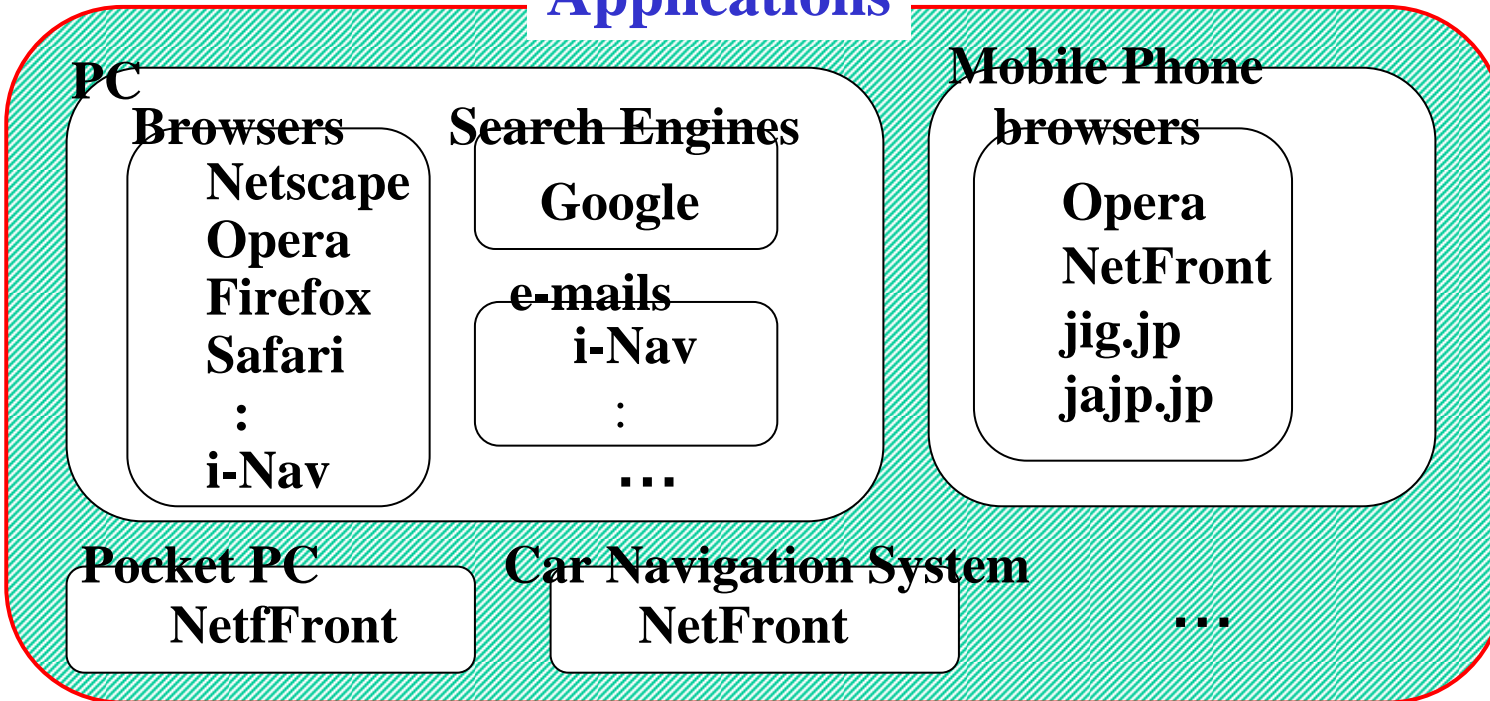 Applications
PC
Browsers
Netscape
Opera
Firefox
Safari
:
i-Nav
Search Engines
Google
e-mails
i-Nav
:
...
Mobile Phone
browsers
Opera
NetFront
jig.jp
jajp.jp
Pocket PC
NetfFront
Car Navigation System
NetFront
...